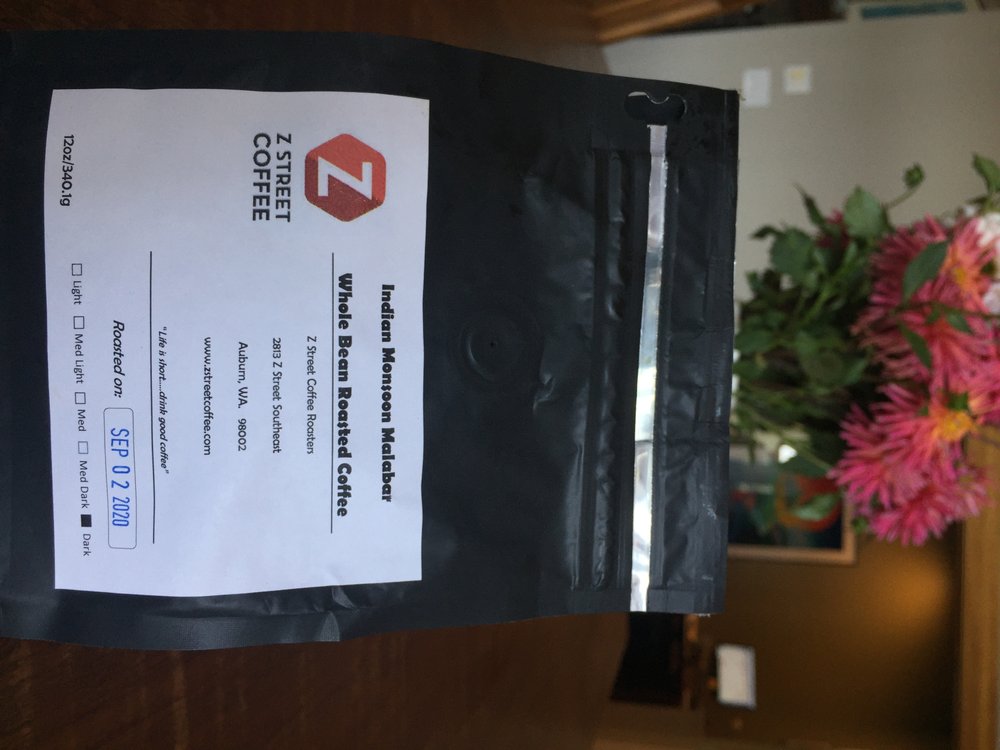 Z
Z STREET
COFFEE
Indian Monsoon Malabar
Whole Bean Roasted Coffee
Z Street Coffee Roasters
2813 Z Street Southeast
Auburn, WA. 98002
www.zstreetcoffee.com
"Life is short.....drink good coffee"
Roasted on: SEP 02 2020
12oz/340.1g
Light Med Light Med Med Dark Dark